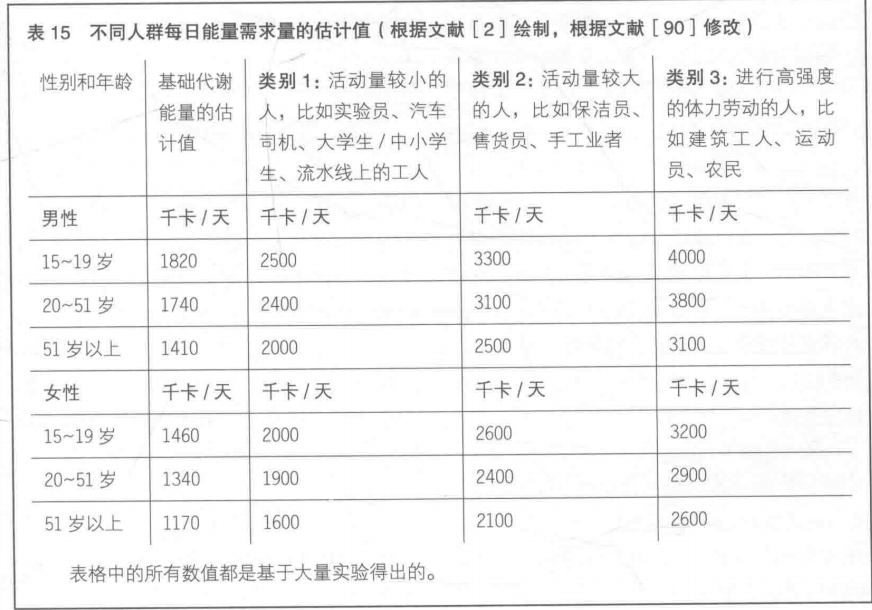 表 15 不同人群每日能量需求量的估计值（根据文献［2］绘制，根据文献［90］修改）
性别和年龄 基础代谢能量的估计值 类别 1：活动量较小的人，比如实验员、汽车司机、大学生 / 中小学生、流水线上的工人 类别 2：活动量较大的人，比如保洁员、售货员、手工业者 类别 3：进行高强度的体力劳动的人，比如建筑工人、运动员、农民
男性 千卡 / 天 千卡 / 天 千卡 / 天 千卡 / 天
15~19 岁 1820 2500 3300 4000
20~51 岁 1740 2400 3100 3800
51 岁以上 1410 2000 2500 3100
女性 千卡 / 天 千卡 / 天 千卡 / 天 千卡 / 天
15~19 岁 1460 2000 2600 3200
20~51 岁 1340 1900 2400 2900
51 岁以上 1170 1600 2100 2600
表格中的所有数值都是基于大量实验得出的。